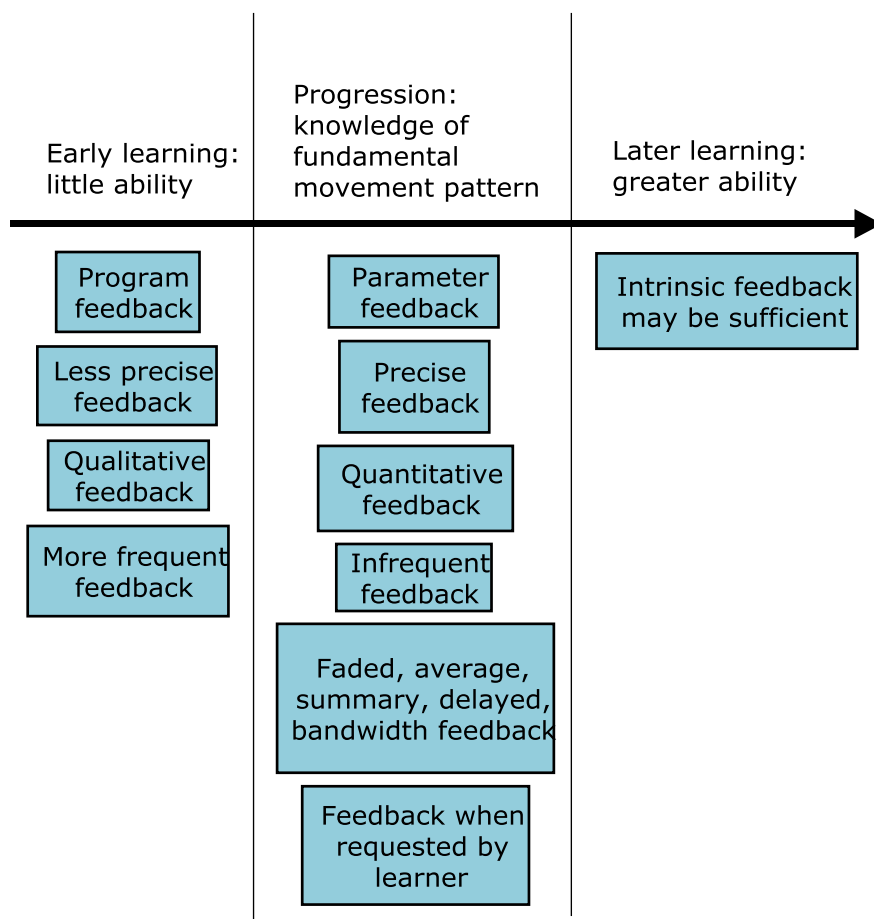 Early learning:
little ability
Progression:
knowledge of
fundamental
movement pattern
Later learning:
greater ability
Program
feedback
Less precise
feedback
Qualitative
feedback
More frequent
feedback
Parameter
feedback
Precise
feedback
Quantitative
feedback
Infrequent
feedback
Faded, average,
summary, delayed,
bandwidth feedback
Feedback when
requested by
learner
Intrinsic feedback
may be sufficient